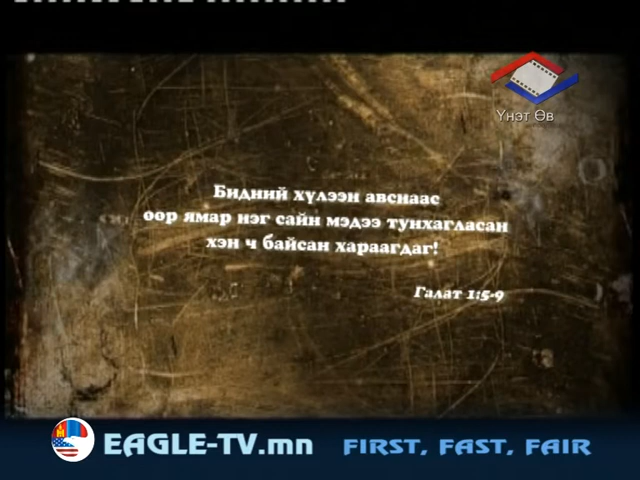 Үнэт Өв
Бидний хүлээн авснаас
өөр ямар нэг сайн мэдээ тунхагласан
хэн ч байсан хараагдаг!
Галат 1:5-9
EAGLE-TV.mn FIRST, FAST, FAIR